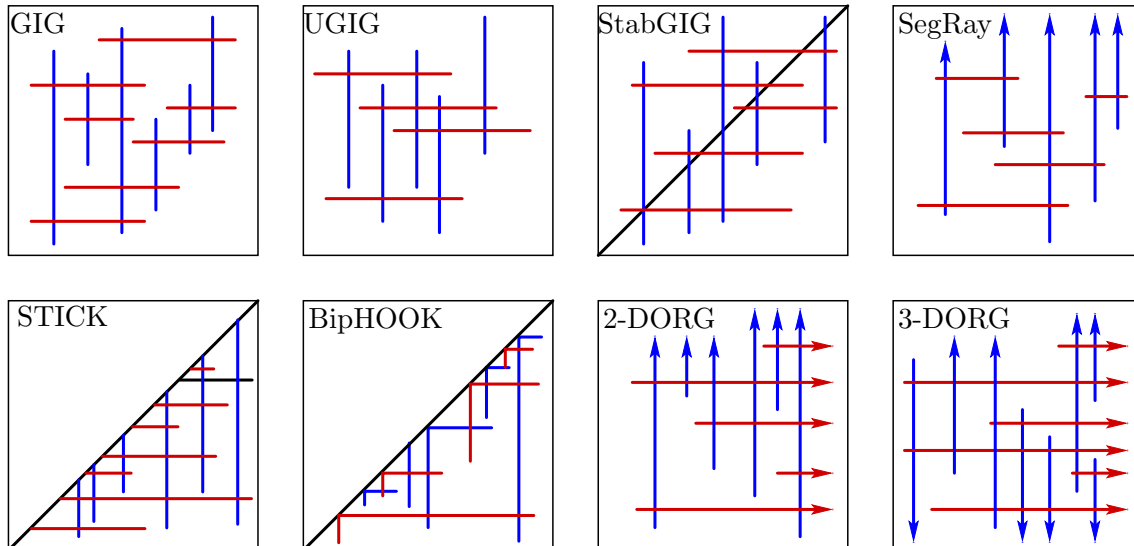 GIG
UGIG
StabGIG
SegRay
STICK
BipHOOK
2-DORG
3-DORG